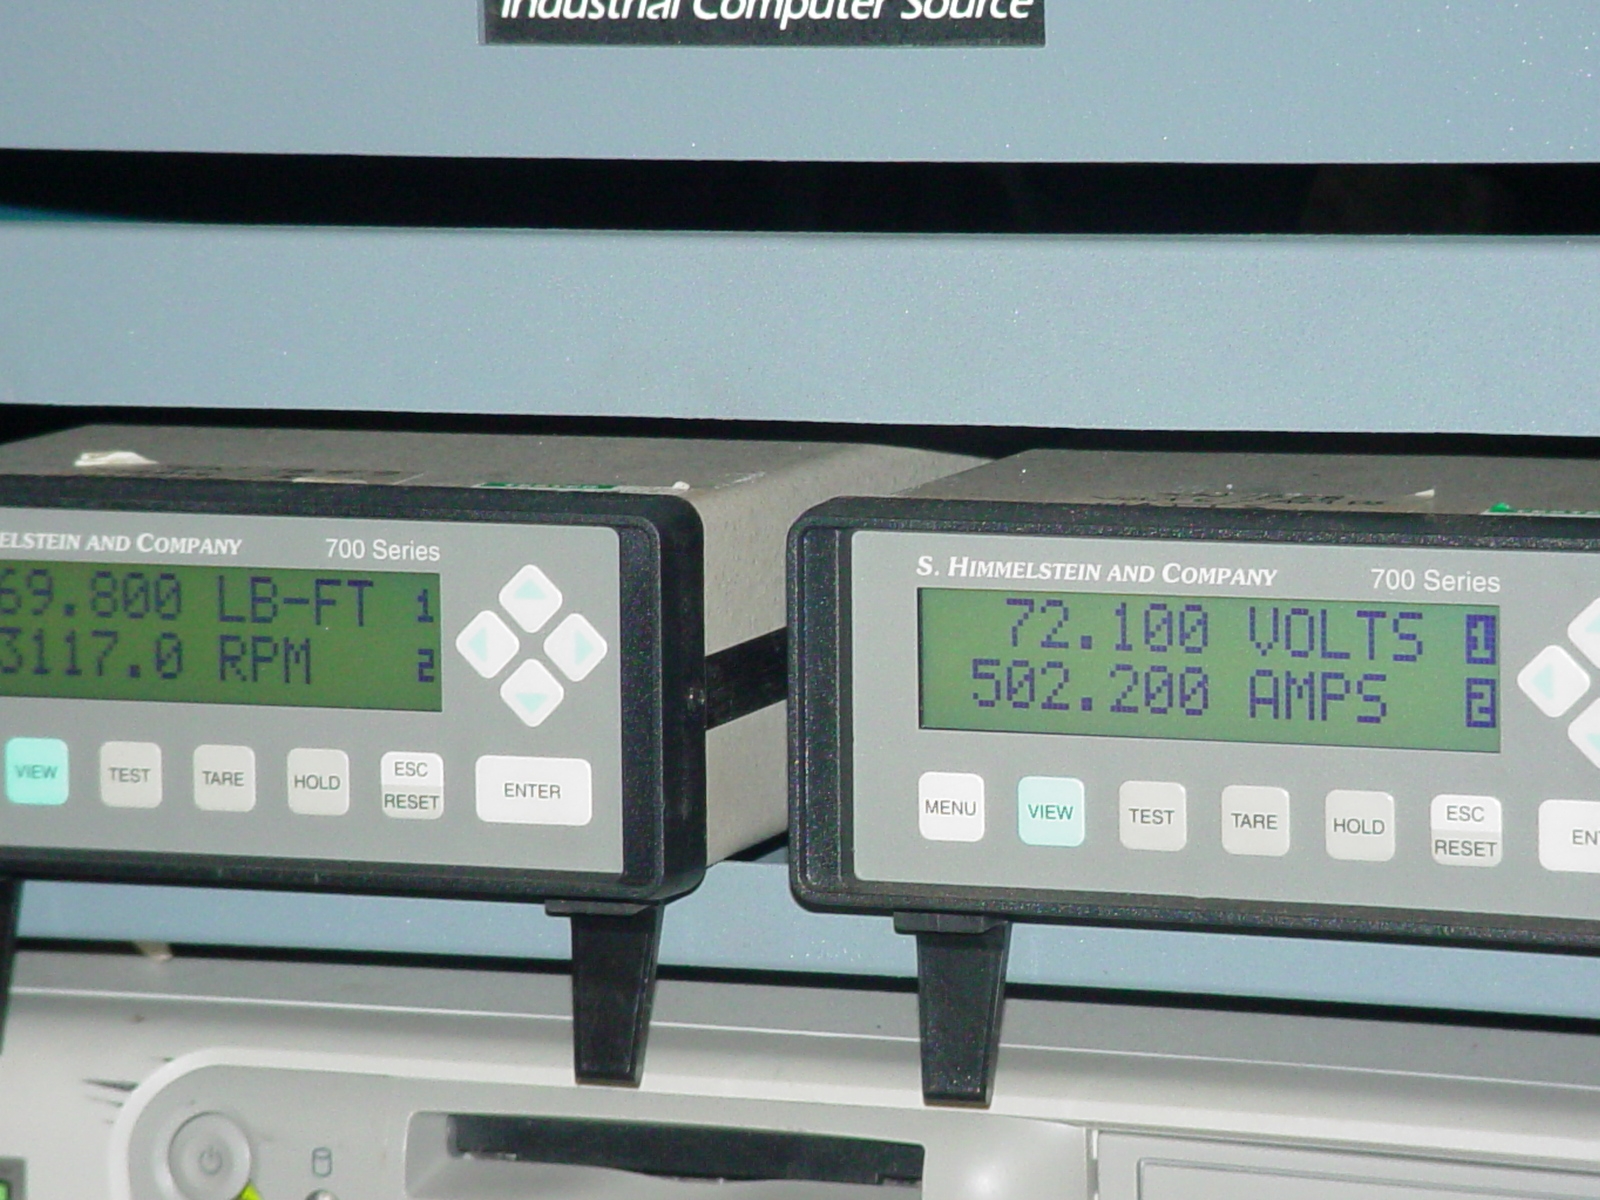 Industrial Computer Source
ELSTEIN AND COMPANY 700 Series
69.800 LB-FT 1
3117.0 RPM 2
VIEW TEST TARE HOLD ESC RESET ENTER
S. HIMMELSTEIN AND COMPANY 700 Series
72.100 VOLTS 1
502.200 AMPS 2
MENU VIEW TEST TARE HOLD ESC RESET ENT